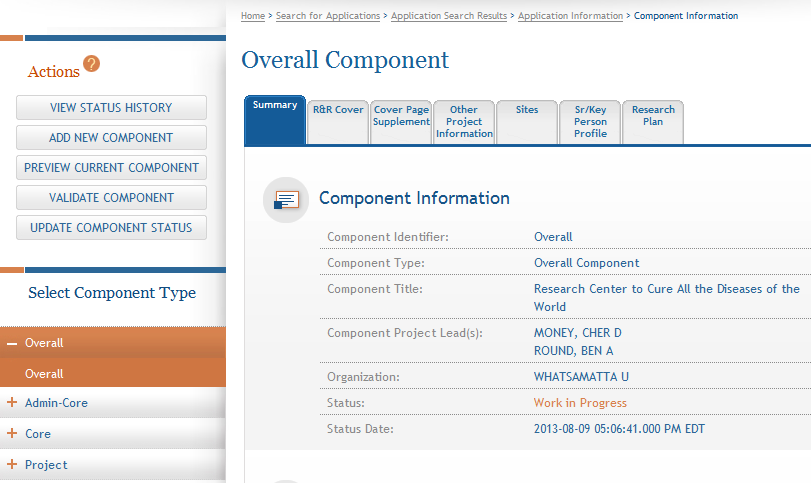 Home > Search for Applications > Application Search Results > Application Information > Component Information
Actions ?
VIEW STATUS HISTORY
ADD NEW COMPONENT
PREVIEW CURRENT COMPONENT
VALIDATE COMPONENT
UPDATE COMPONENT STATUS
Select Component Type
Overall
Overall
Admin-Core
Core
Project
Overall Component
Summary
R&R Cover
Cover Page
Supplement
Other
Project
Information
Sites
Sr/Key
Person
Profile
Research
Plan
Component Information
Component Identifier: Overall
Component Type: Overall Component
Component Title: Research Center to Cure All the Diseases of the
World
Component Project Lead(s): MONEY, CHER D
ROUND, BEN A
Organization: WHATSAMATTA U
Status: Work in Progress
Status Date: 2013-08-09 05:06:41.000 PM EDT